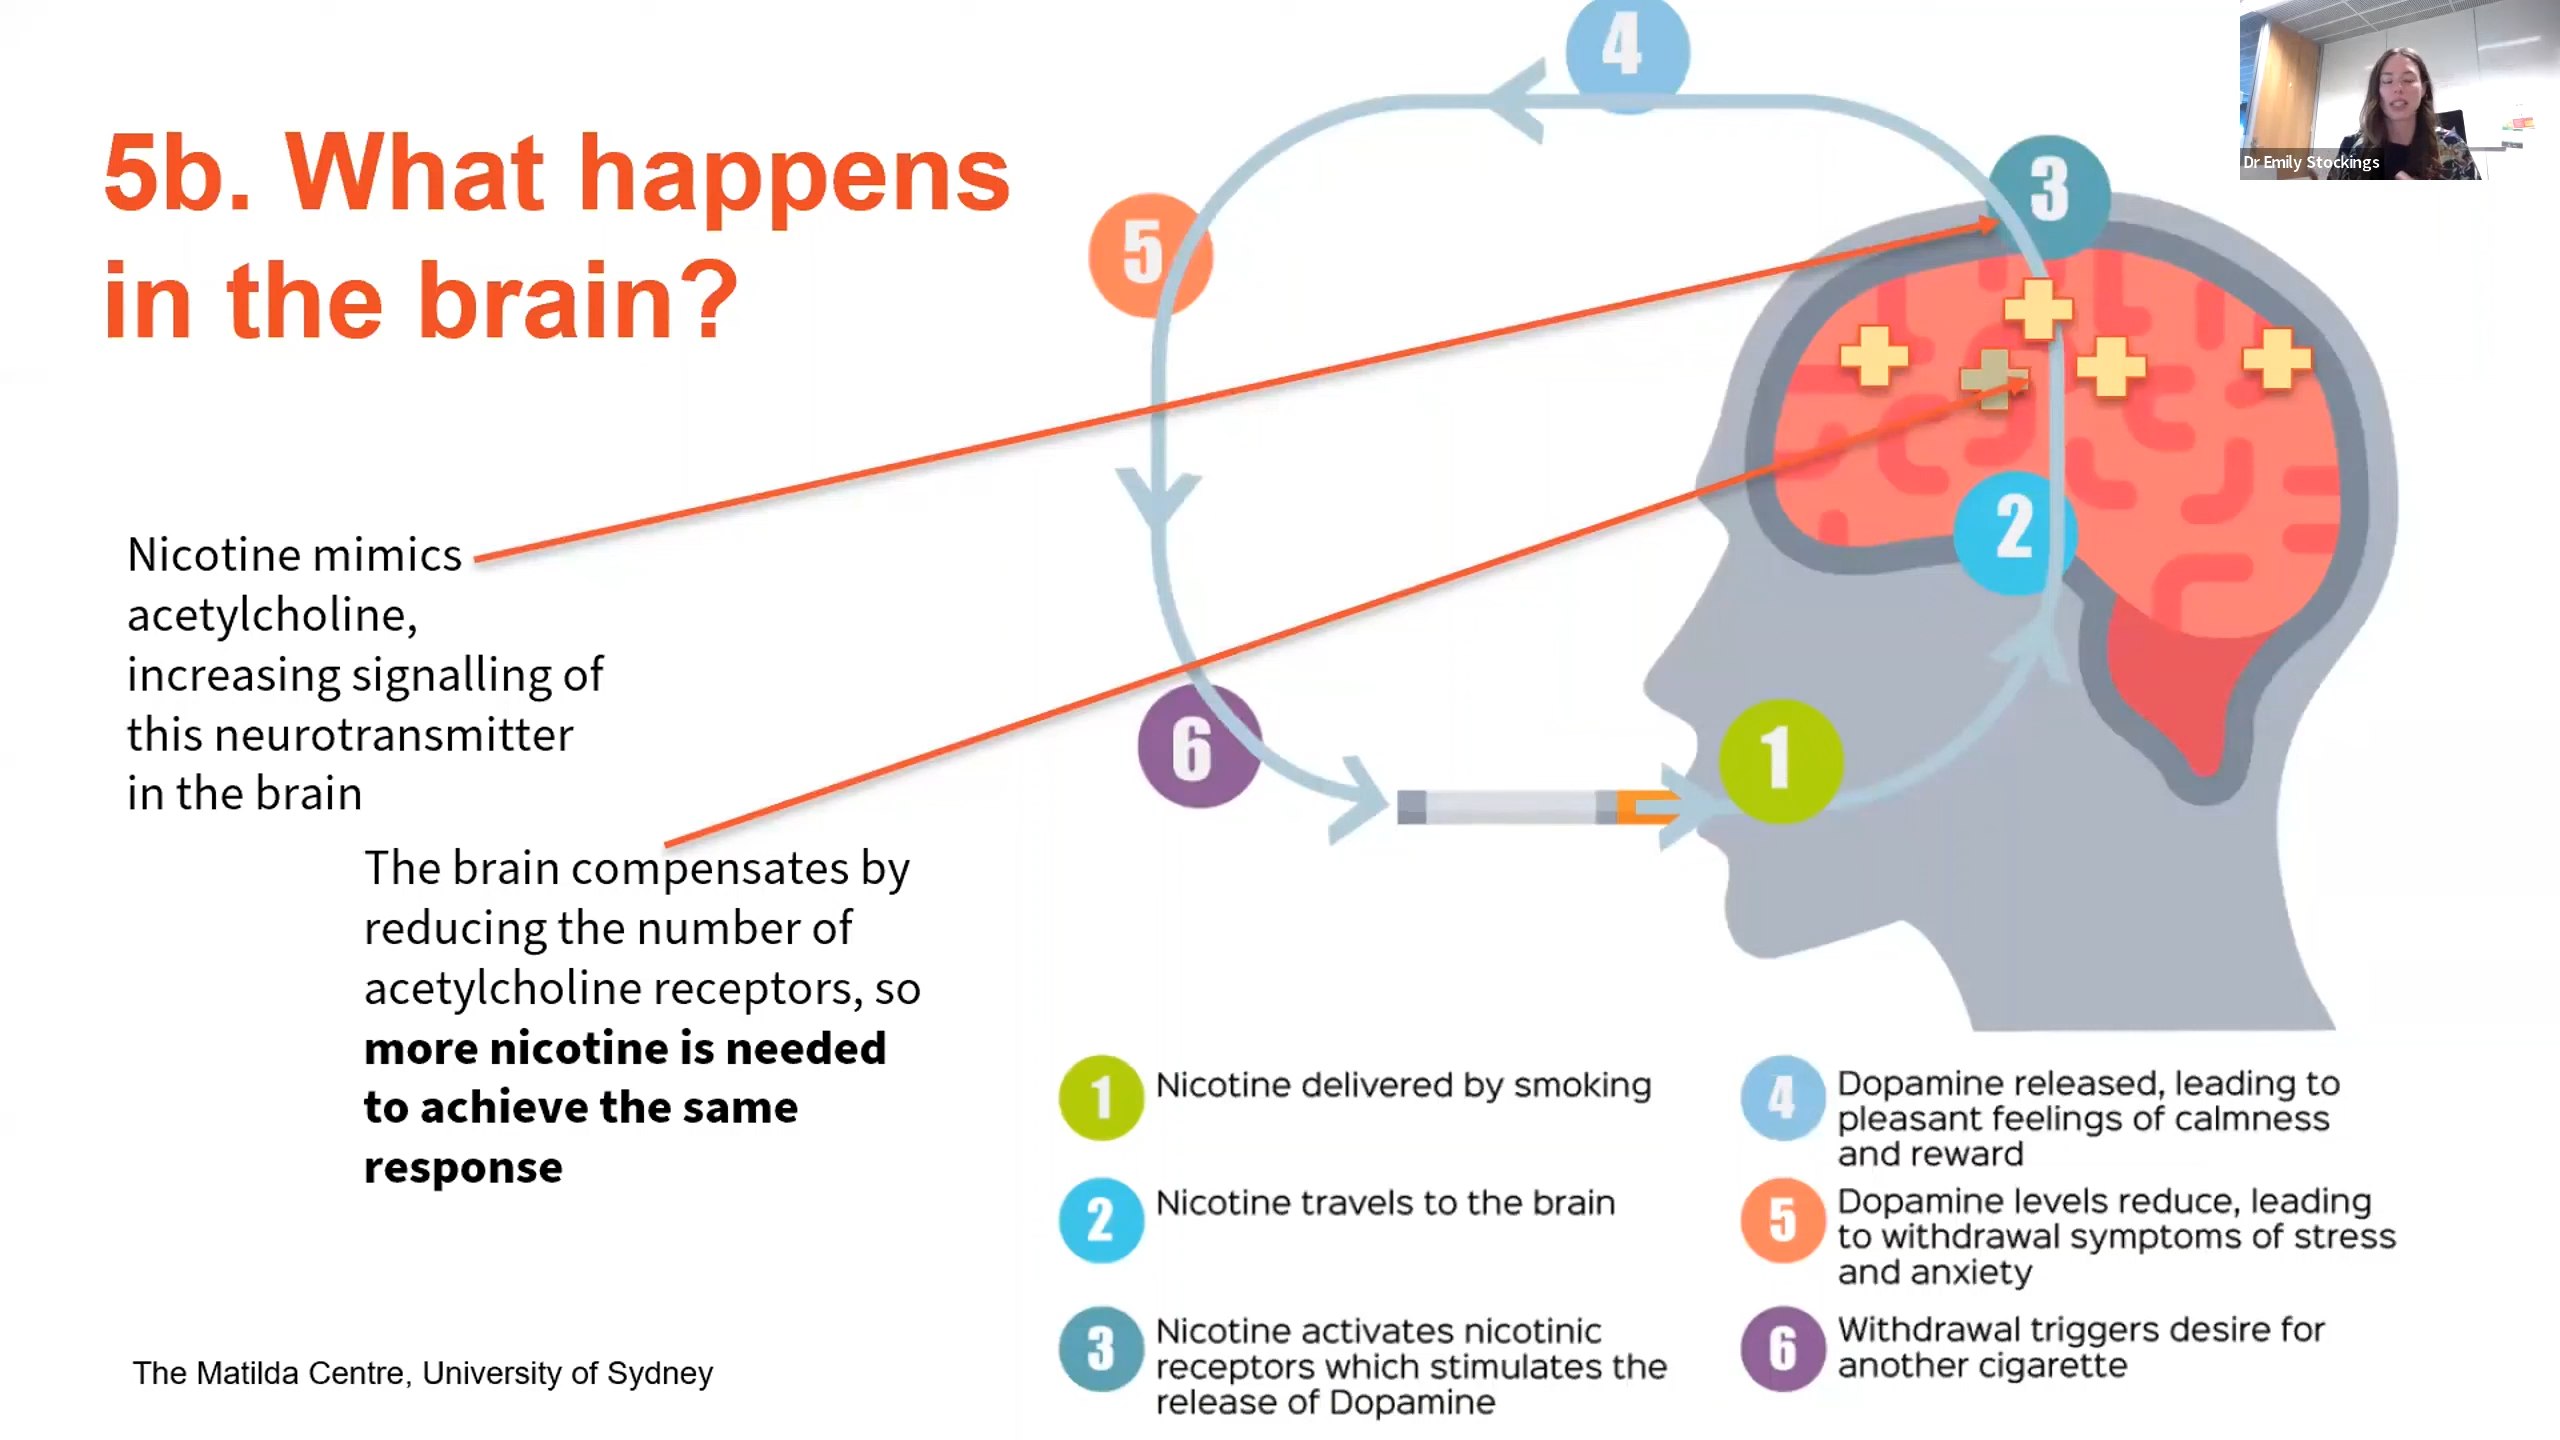 5b. What happens
in the brain?
Nicotine mimics
acetylcholine,
increasing signalling of
this neurotransmitter
in the brain
The brain compensates by
reducing the number of
acetylcholine receptors, so
more nicotine is needed
to achieve the same
response
The Matilda Centre, University of Sydney
4
3
5
2
6
1
1 Nicotine delivered by smoking
2 Nicotine travels to the brain
3 Nicotine activates nicotinic
receptors which stimulates the
release of Dopamine
4 Dopamine released, leading to
pleasant feelings of calmness
and reward
5 Dopamine levels reduce, leading
to withdrawal symptoms of stress
and anxiety
6 Withdrawal triggers desire for
another cigarette
Dr Emily Stockings